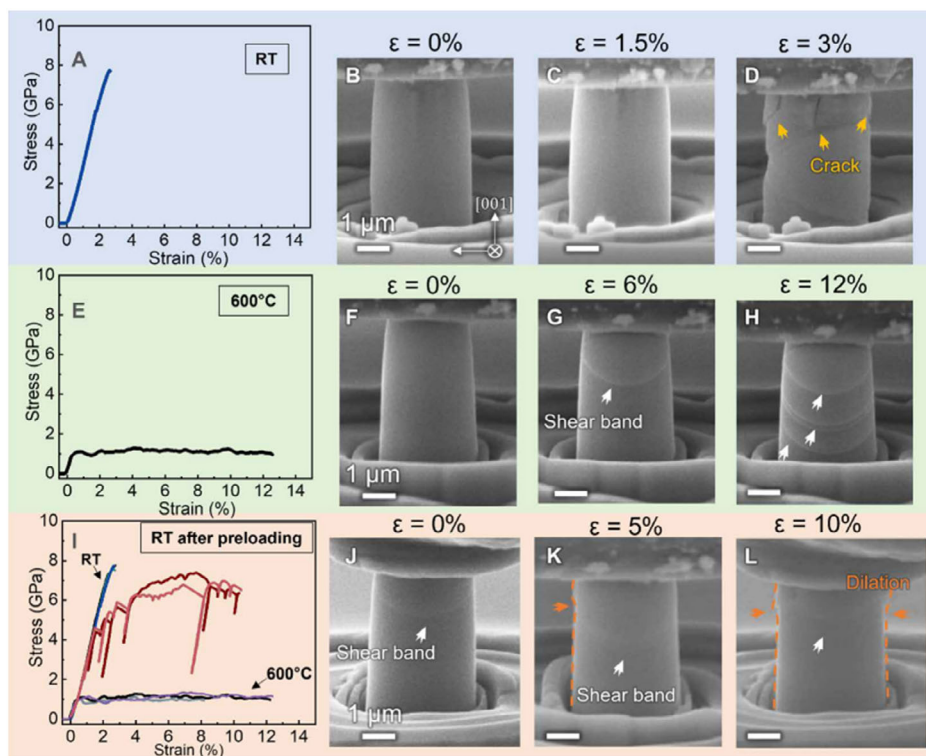 A
RT
Stress (GPa)
10
8
6
4
2
0
0 2 4 6 8 10 12 14
Strain (%)
ε = 0%
ε = 1.5%
ε = 3%
B
C
D
Crack
[001]
1 μm
E
600°C
Stress (GPa)
10
8
6
4
2
0
0 2 4 6 8 10 12 14
Strain (%)
ε = 0%
ε = 6%
ε = 12%
F
G
H
Shear band
1 μm
I
RT after preloading
RT
600°C
Stress (GPa)
10
8
6
4
2
0
0 2 4 6 8 10 12 14
Strain (%)
ε = 0%
ε = 5%
ε = 10%
J
K
L
Dilation
Shear band
Shear band
1 μm